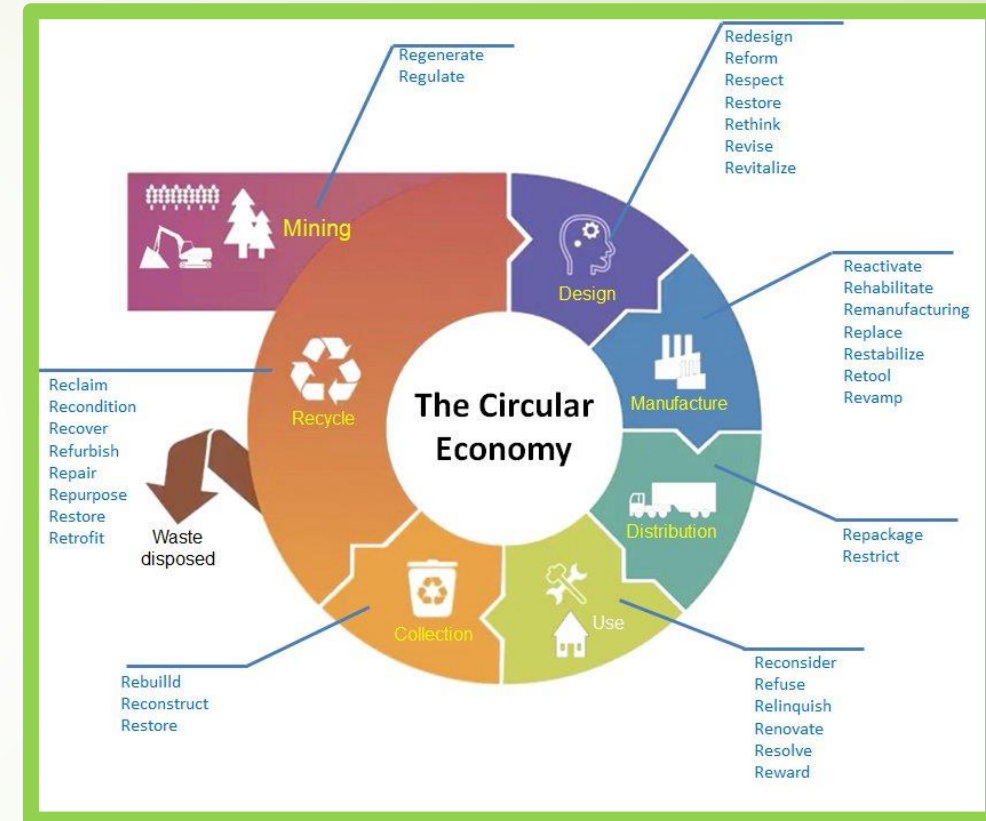 Regenerate
Regulate
Redesign
Reform
Respect
Restore
Rethink
Revise
Revitalize
Mining
Design
Reactivate
Rehabilitate
Remanufacturing
Replace
Restabilize
Retool
Revamp
Manufacture
The Circular
Economy
Recycle
Reclaim
Recondition
Recover
Refurbish
Repair
Repurpose
Restore
Retrofit
Waste
disposed
Distribution
Repackage
Restrict
Use
Collection
Reconsider
Refuse
Relinquish
Renovate
Resolve
Reward
Rebuilld
Reconstruct
Restore